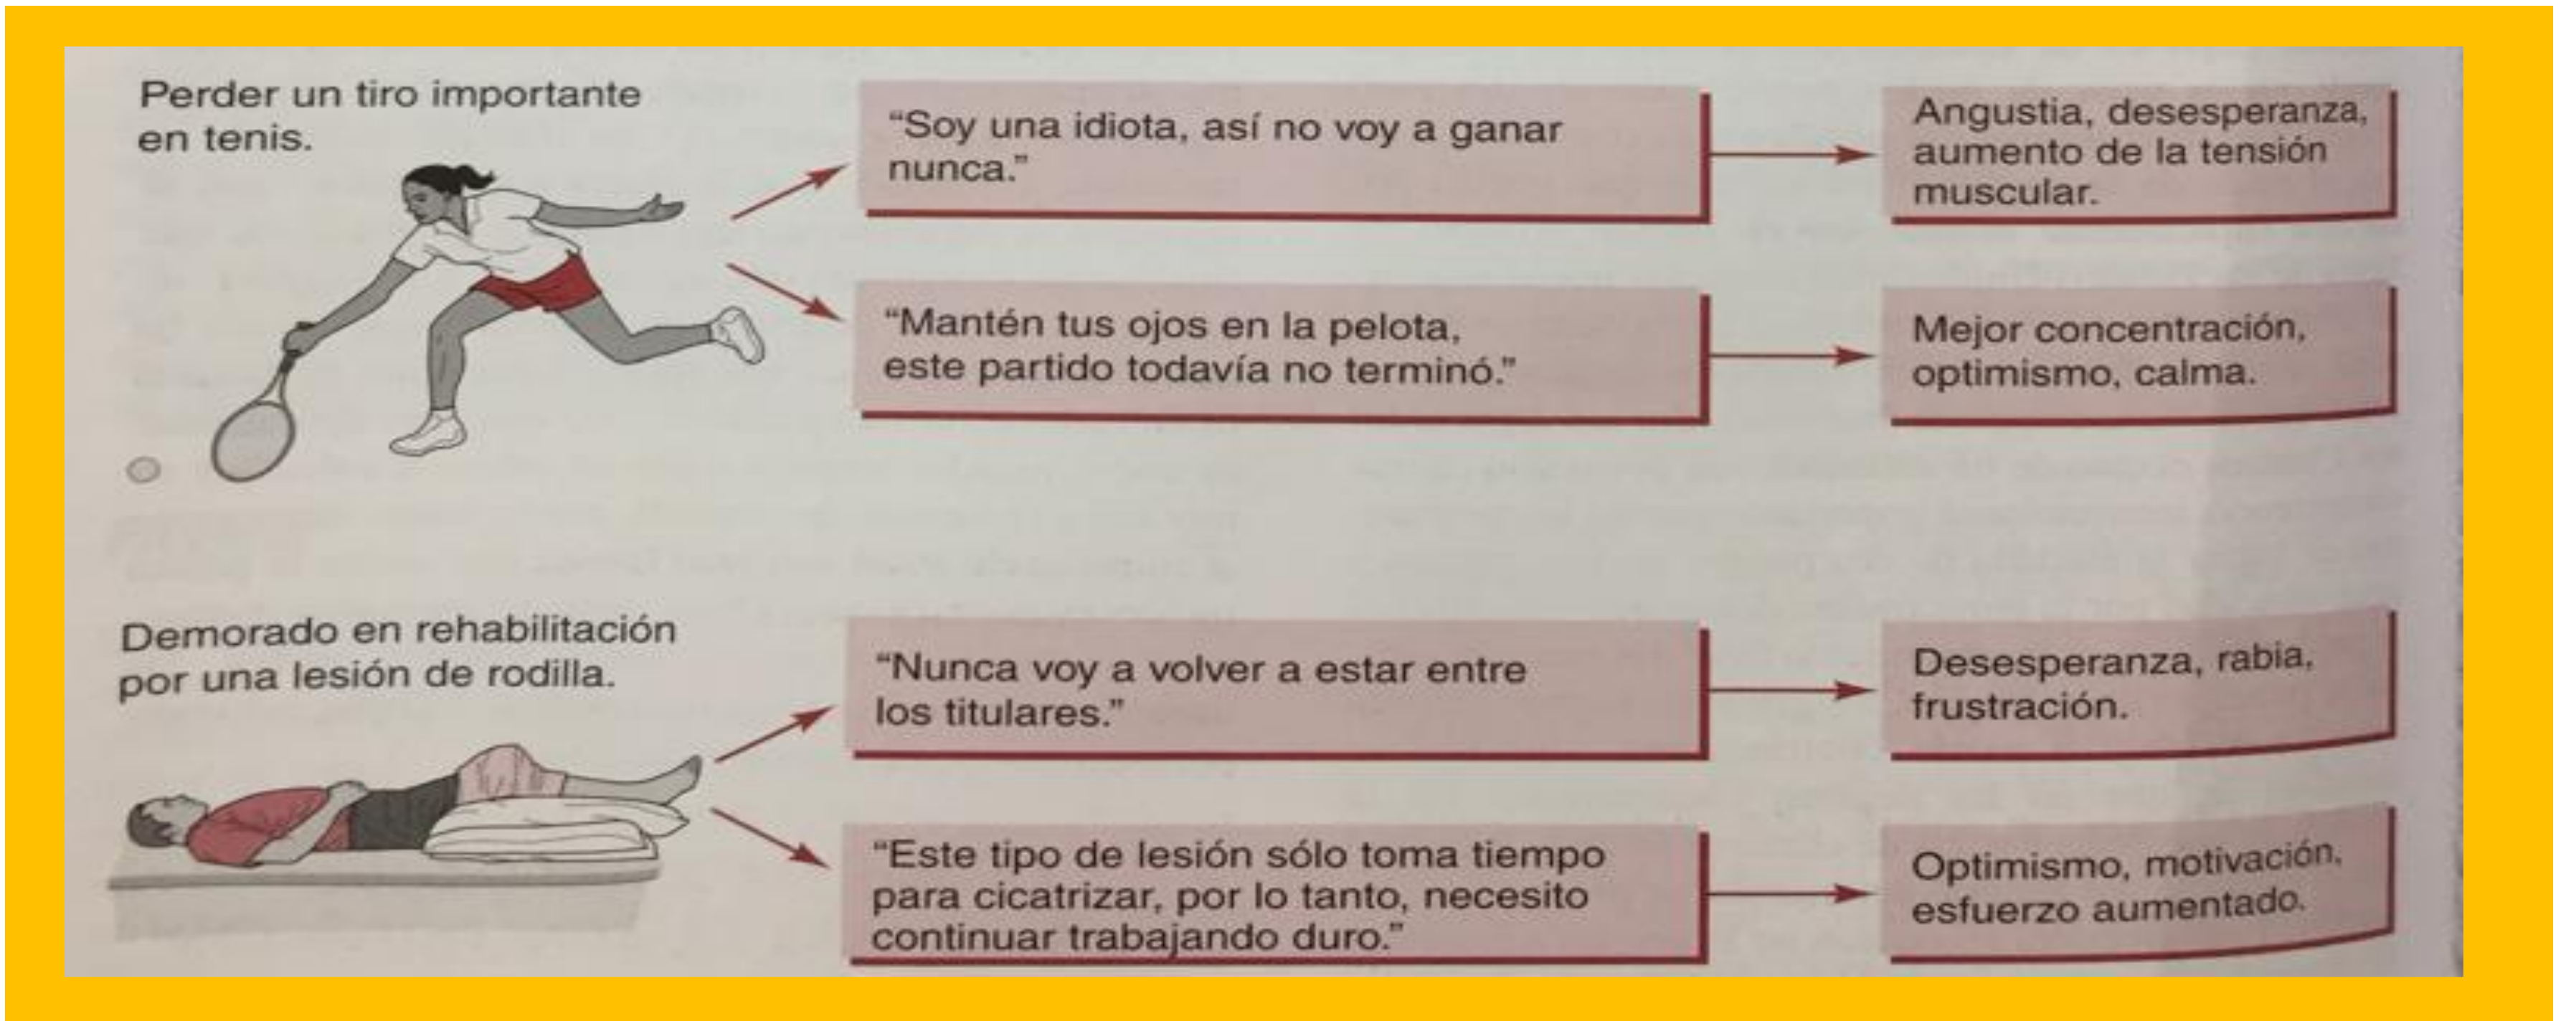 Perder un tiro importante
en tenis.
“Soy una idiota, así no voy a ganar
nunca.”
Angustia, desesperanza,
aumento de la tensión
muscular.
“Mantén tus ojos en la pelota,
este partido todavía no terminó.”
Mejor concentración,
optimismo, calma.
Demorado en rehabilitación
por una lesión de rodilla.
“Nunca voy a volver a estar entre
los titulares.”
Desesperanza, rabia,
frustración.
“Este tipo de lesión sólo toma tiempo
para cicatrizar, por lo tanto, necesito
continuar trabajando duro.”
Optimismo, motivación,
esfuerzo aumentado.